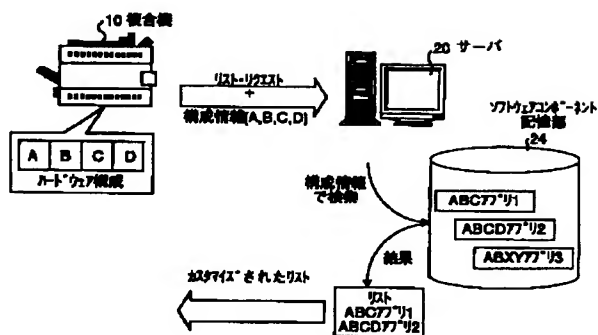 10 複合機
20 サーバ
リスト・リクエスト
+
構成情報[A,B,C,D]
ソフトウェアコンポーネント
記憶部
24
A B C D
ハードウェア構成
構成情報
で検索
ABCアプリ1
ABCDアプリ2
ABXYアプリ3
結果
カスタマイズされたリスト
リスト
ABCアプリ1
ABCDアプリ2